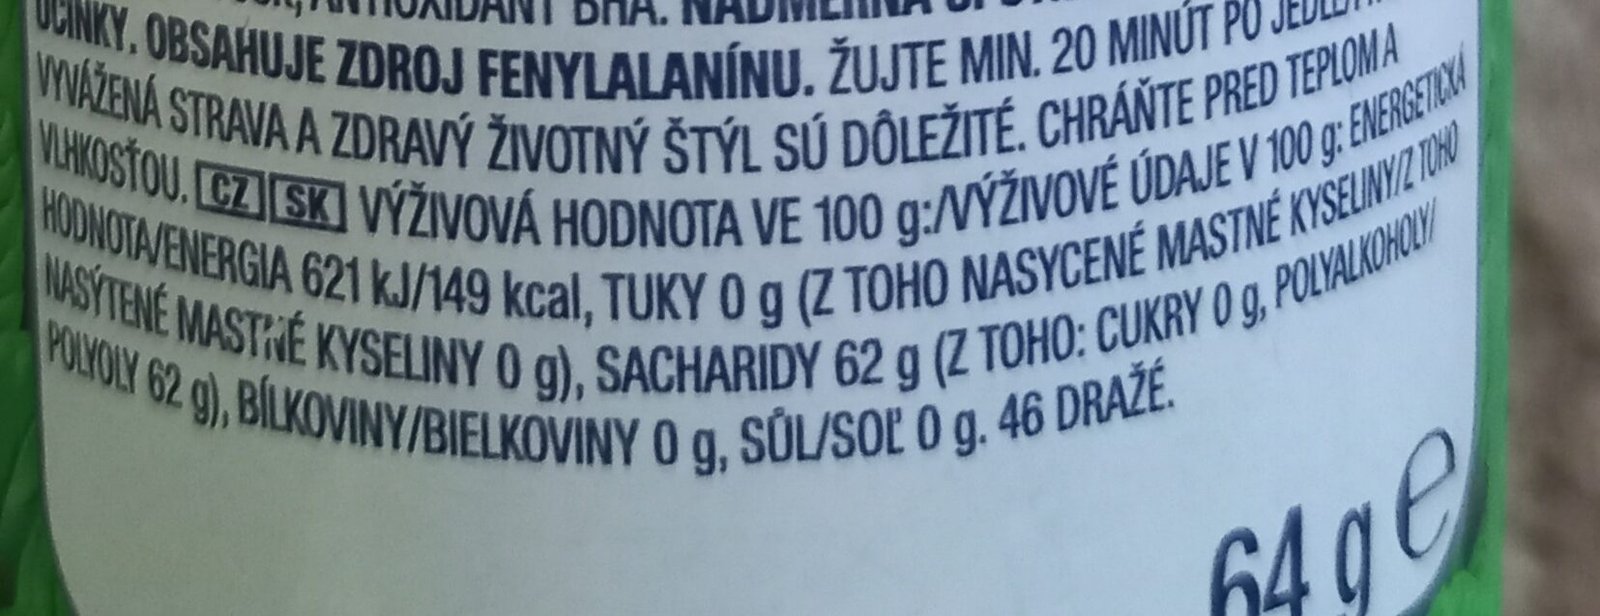 ANTIOXIDANT BHA. NADMERNÁ
ÚČINKY. OBSAHUJE ZDROJ FENYLALANÍNU. ŽUJTE MIN. 20 MINÚT PO
VYVÁŽENÁ STRAVA A ZDRAVÝ ŽIVOTNÝ ŠTÝL SÚ DÔLEŽITÉ. CHRÁŇTE PRED TEPLOM A
VLHKOSŤOU. CZ SK VÝŽIVOVÁ HODNOTA VE 100 g:/VÝŽIVOVÉ ÚDAJE V 100 g: ENERGETICKÁ
HODNOTA/ENERGIA 621 kJ/149 kcal, TUKY 0 g (Z TOHO NASYCENÉ MASTNÉ KYSELINY/Z TOHO
NASÝTENÉ MASTNÉ KYSELINY 0 g), SACHARIDY 62 g (Z TOHO: CUKRY 0 g, POLYALKOHOLY/
POLYOLY 62 g), BÍLKOVINY/BIELKOVINY 0 g, SŮL/SOĽ 0 g. 46 DRAŽÉ.
64 g e